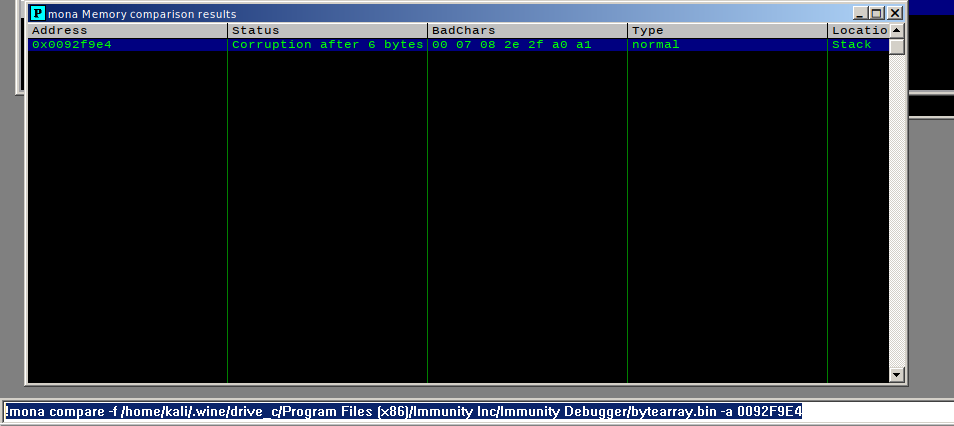 P mona Memory comparison results
Address Status BadChars Type Locatio
0x0092f9e4 Corruption after 6 bytes 00 07 08 2e 2f a0 a1 normal Stack
!mona compare -f /home/kali/.wine/drive_c/Program Files (x86)/Immunity Inc/Immunity Debugger/bytearray.bin -a 0092F9E4